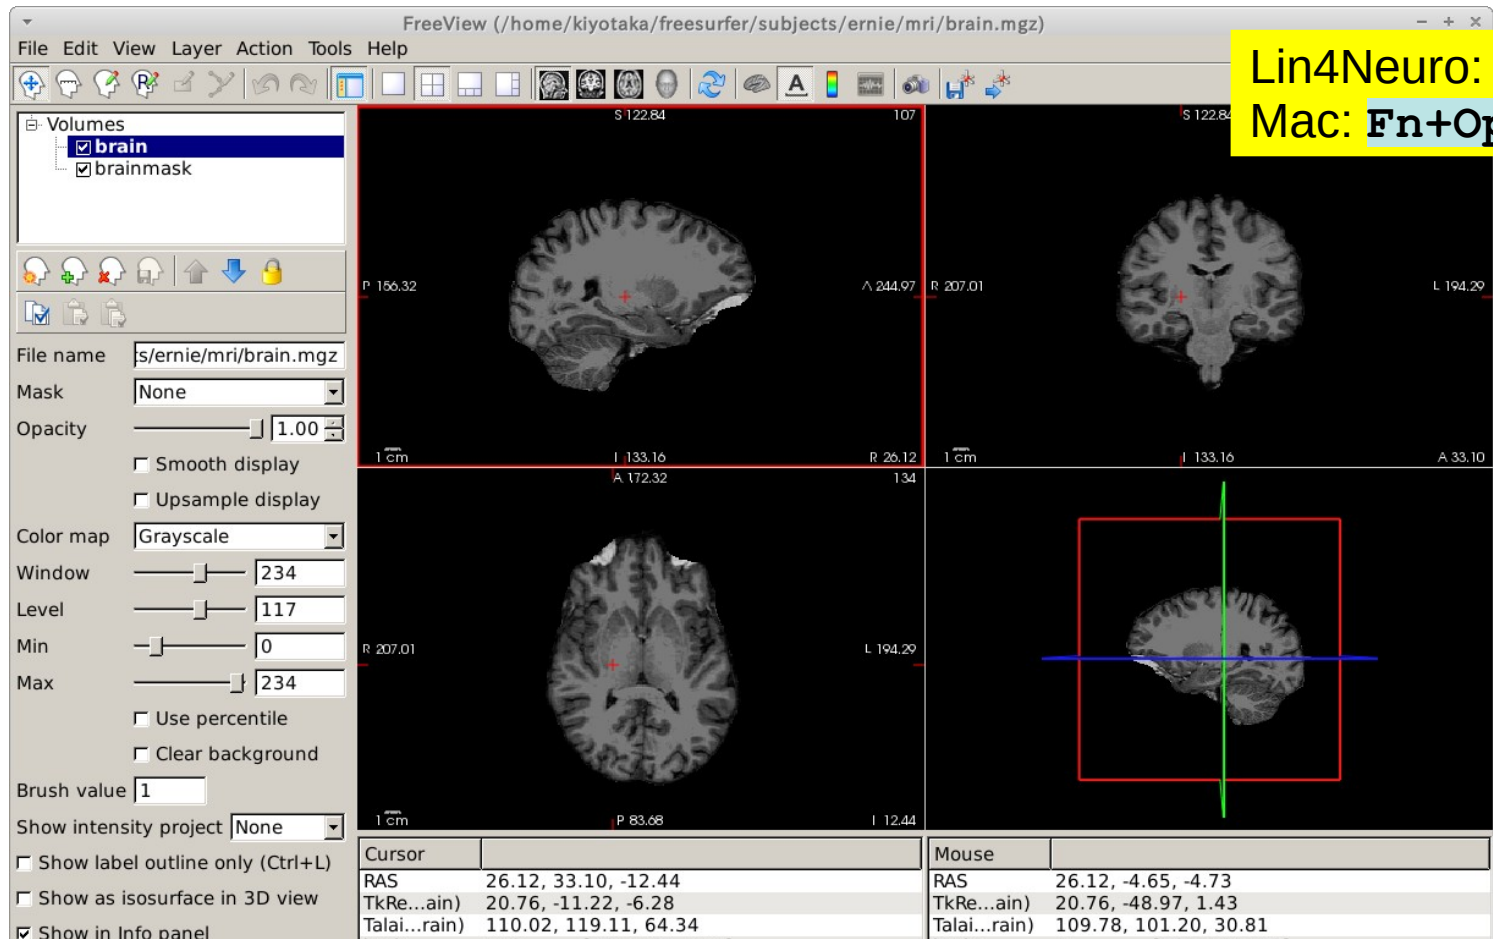 FreeView (/home/kiyotaka/freesurfer/subjects/ernie/mri/brain.mgz)
File Edit View Layer Action Tools Help
Lin4Neuro:
Mac: Fn+Op
Volumes
brain
brainmask
File name s/ernie/mri/brain.mgz
Mask None
Opacity 1.00
Smooth display
Upsample display
Color map Grayscale
Window 234
Level 117
Min 0
Max 234
Use percentile
Clear background
Brush value 1
Show intensity project None
Show label outline only (Ctrl+L)
Show as isosurface in 3D view
Show in Info panel
S 122.84 107
P 156.32 A 244.97
1 cm I 133.16 R 26.12
S 122.84
R 207.01 L 194.29
1 cm I 133.16 A 33.10
A 172.32 134
R 207.01 L 194.29
1 cm P 83.68 I 12.44
Cursor
RAS 26.12, 33.10, -12.44
TkRe...ain) 20.76, -11.22, -6.28
Talai...rain) 110.02, 119.11, 64.34
Mouse
RAS 26.12, -4.65, -4.73
TkRe...ain) 20.76, -48.97, 1.43
Talai...rain) 109.78, 101.20, 30.81